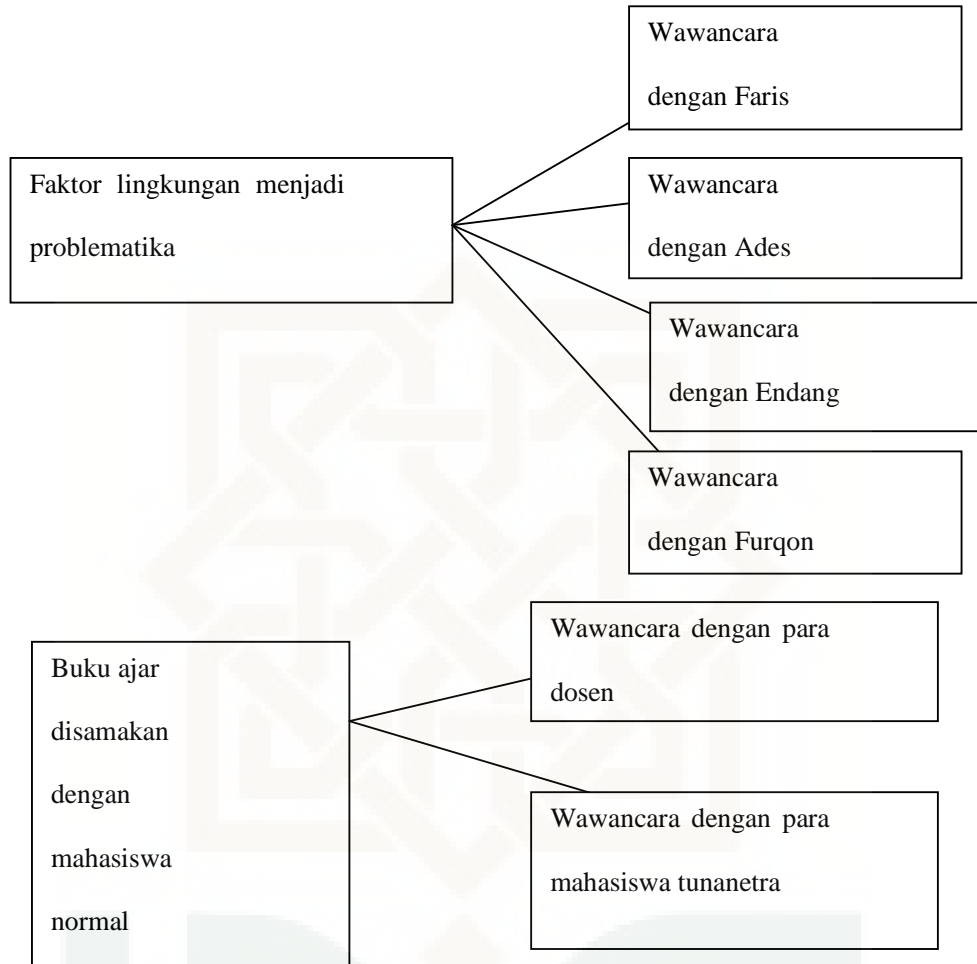 Faktor lingkungan menjadi
problematika
Wawancara
dengan Faris
Wawancara
dengan Ades
Wawancara
dengan Endang
Wawancara
dengan Furqon
Buku ajar
disamakan
dengan
mahasiswa
normal
Wawancara dengan para
dosen
Wawancara dengan para
mahasiswa tunanetra